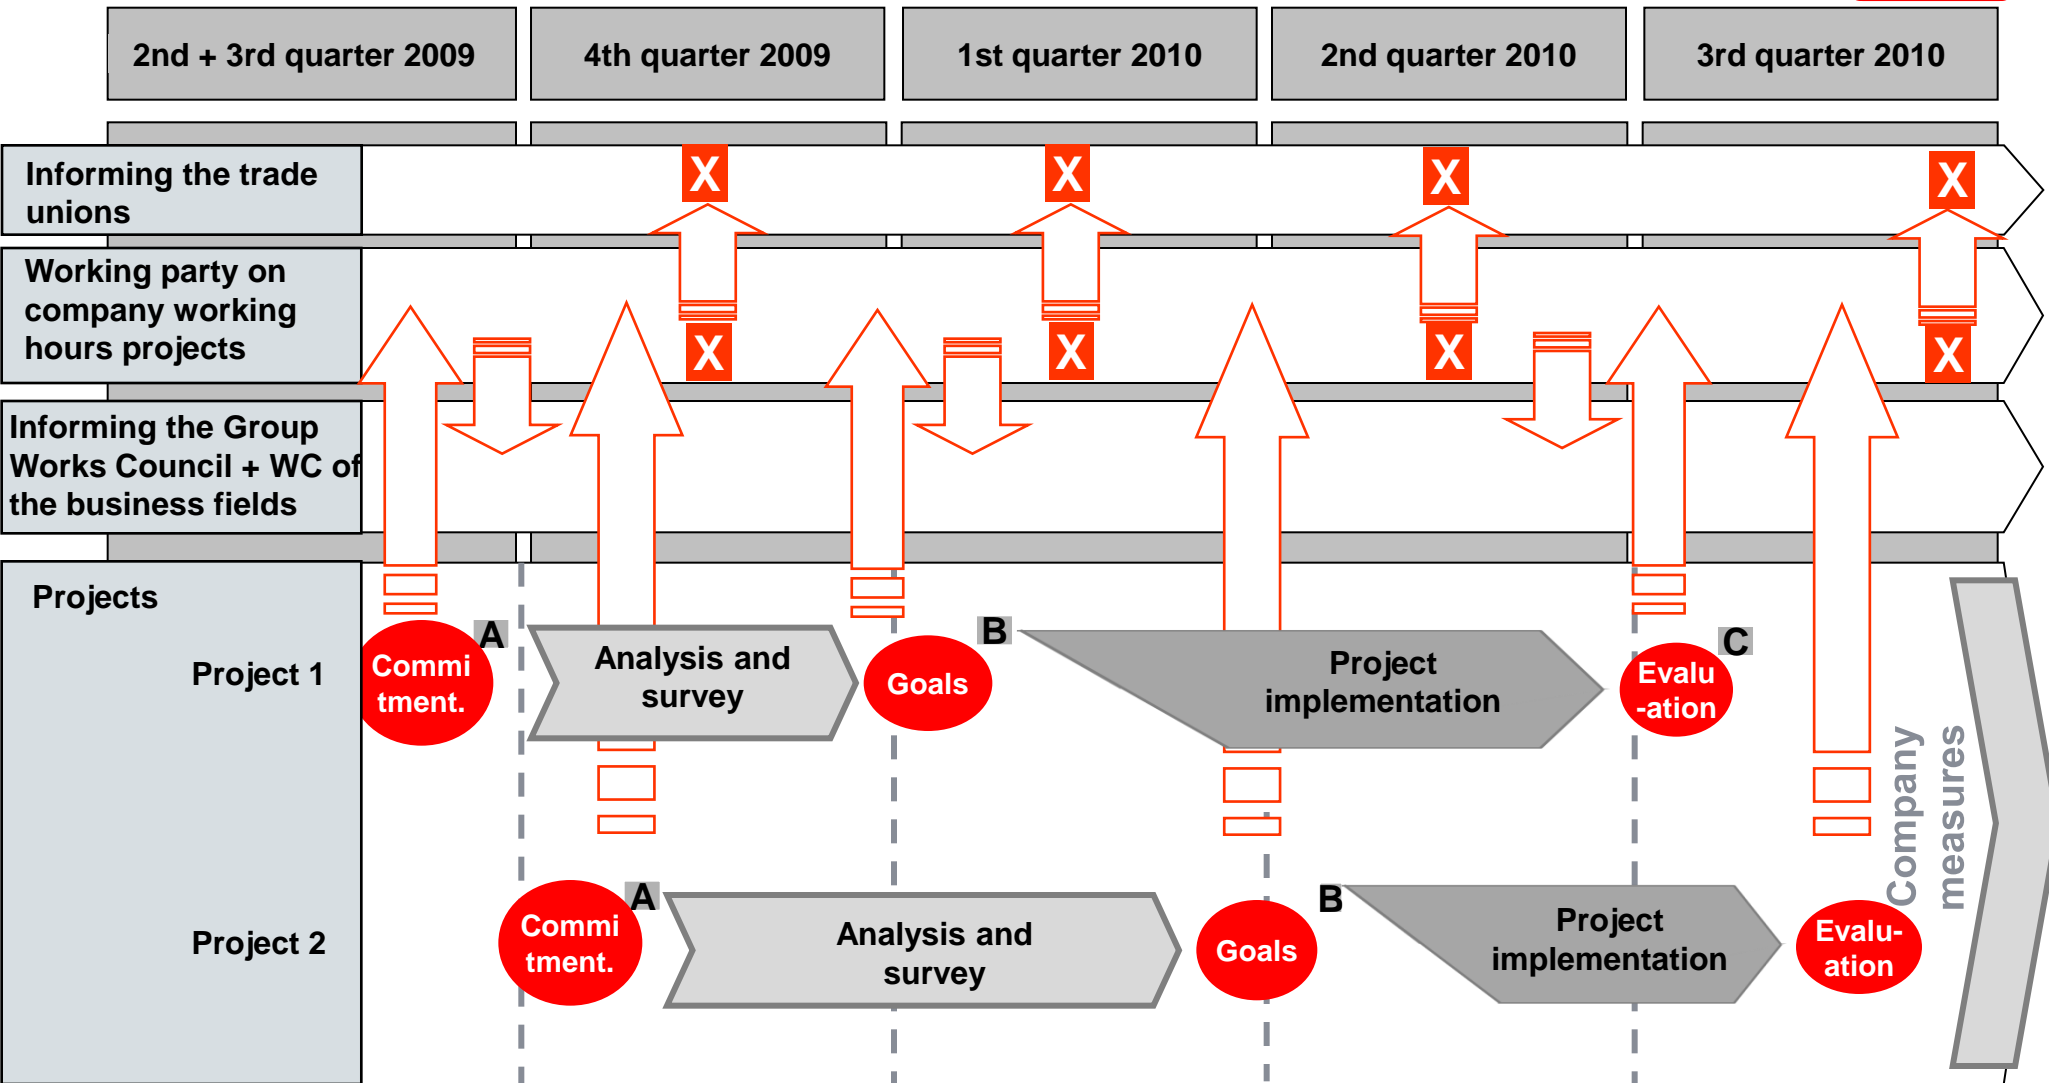 2nd + 3rd quarter 2009
4th quarter 2009
1st quarter 2010
2nd quarter 2010
3rd quarter 2010
Informing the trade
unions
X
X
X
X
Working party on
company working
hours projects
X
X
X
X
Informing the Group
Works Council + WC of
the business fields
Projects
Project 1
Commi
tment.
A
Analysis and
survey
Goals
B
Project
implementation
Evalu
-ation
C
Company
measures
Project 2
Commi
tment.
A
Analysis and
survey
Goals
B
Project
implementation
Evalu-
ation